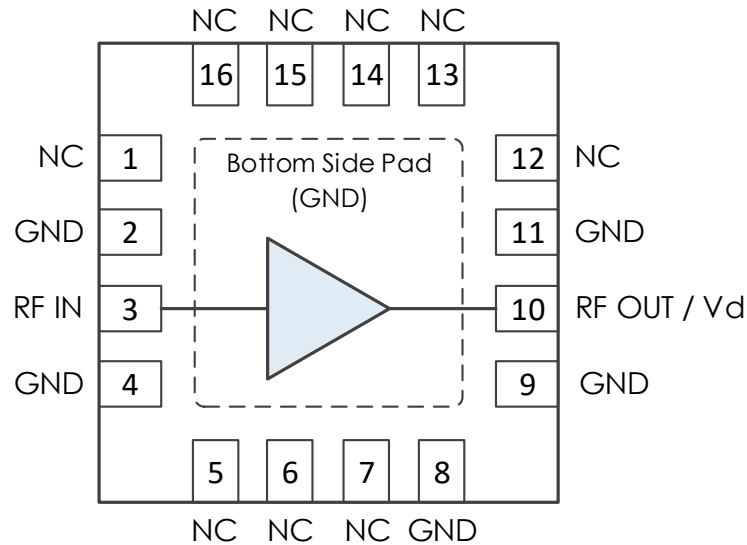 NC NC NC NC
16 15 14 13
NC 1 Bottom Side Pad 12 NC
(GND)
GND 2 11 GND
RF IN 3 10 RF OUT / Vd
GND 4 9 GND
5 6 7 8
NC NC NC GND